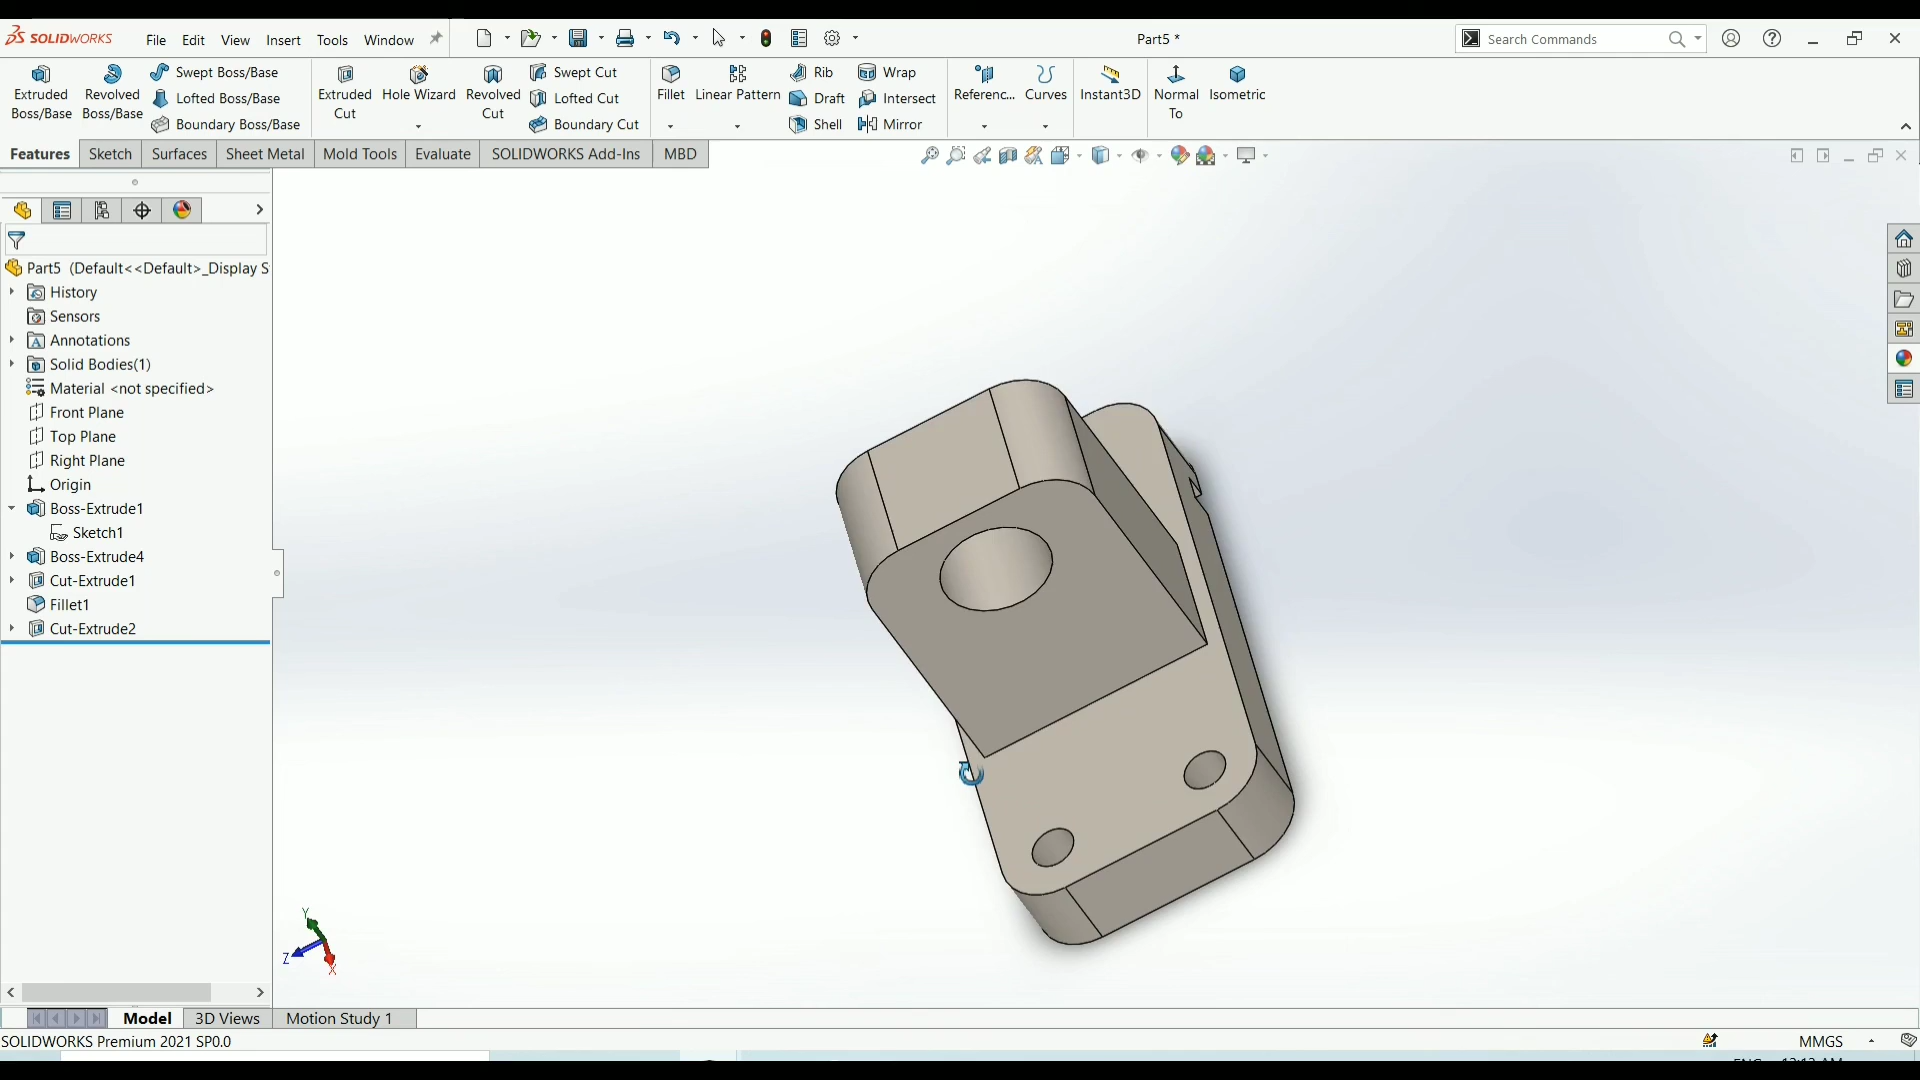 SOLIDWORKS File Edit View Insert Tools Window Part5 * Search Commands
Extruded Boss/Base
Revolved Boss/Base
Swept Boss/Base
Lofted Boss/Base
Boundary Boss/Base
Extruded Cut
Hole Wizard
Revolved Cut
Swept Cut
Lofted Cut
Boundary Cut
Fillet
Linear Pattern
Rib
Draft
Shell
Wrap
Intersect
Mirror
Referenc...
Curves
Instant3D
Normal To
Isometric
Features Sketch Surfaces Sheet Metal Mold Tools Evaluate SOLIDWORKS Add-Ins MBD
Part5 (Default<<Default>_Display S
History
Sensors
Annotations
Solid Bodies(1)
Material <not specified>
Front Plane
Top Plane
Right Plane
Origin
Boss-Extrude1
Sketch1
Boss-Extrude4
Cut-Extrude1
Fillet1
Cut-Extrude2
Y
Z
X
Model 3D Views Motion Study 1
SOLIDWORKS Premium 2021 SP0.0 MMGS